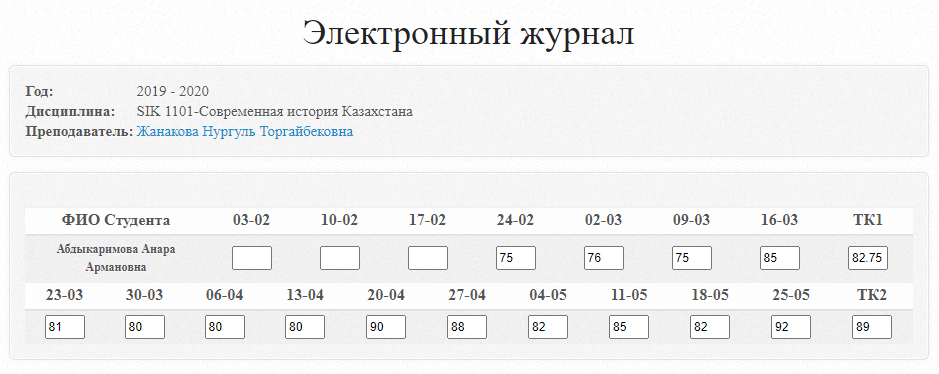 Электронный журнал
Год: 2019 - 2020
Дисциплина: SIK 1101-Современная история Казахстана
Преподаватель: Жанакова Нургуль Торгайбековна
ФИО Студента 03-02 10-02 17-02 24-02 02-03 09-03 16-03 ТК1
Абдыкаримова Анара
Армановна
75 76 75 85 82.75
23-03 30-03 06-04 13-04 20-04 27-04 04-05 11-05 18-05 25-05 ТК2
81 80 80 80 90 88 82 85 82 92 89